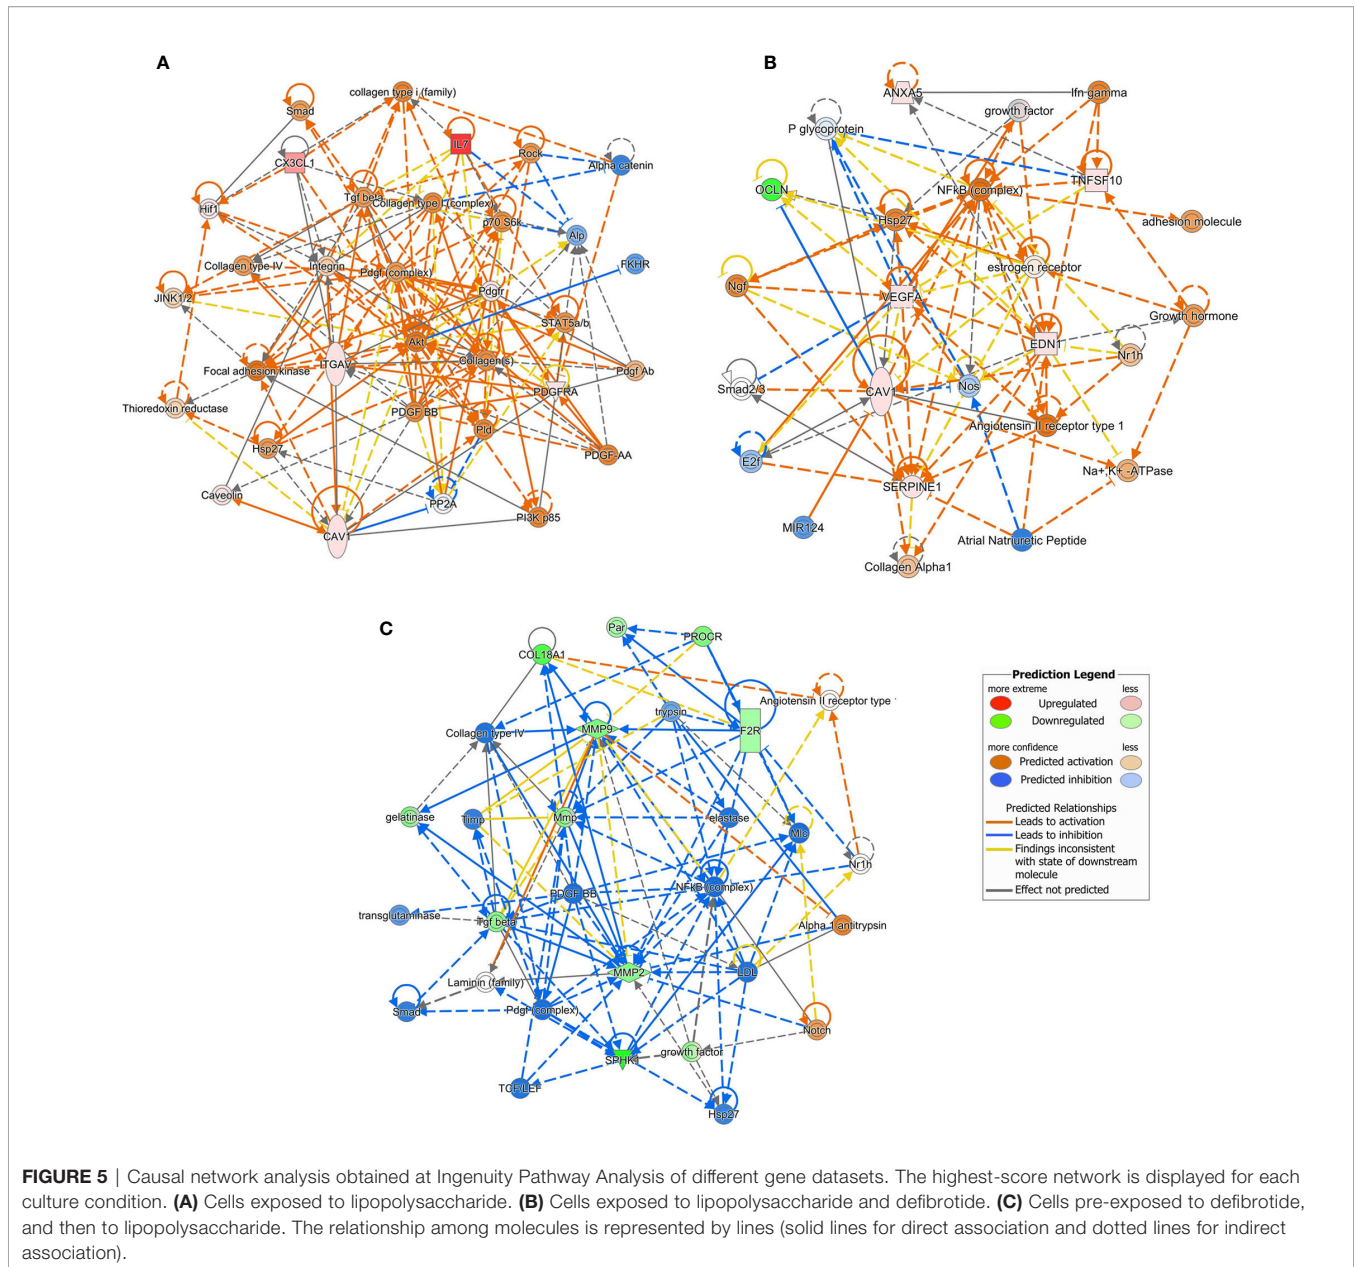 A
collagen type i (family)
Smad
IL7
CX3CL1
Rock
Alpha catenin
Hif1
Tgf beta
Collagen type I (complex)
p70 S6k
Alp
Collagen type IV
Integrin
Pdgf (complex)
FKHR
JINK1/2
Pdgfr
STAT5a/b
Akt
ITGAV
Collagen(s)
Focal adhesion kinase
Pdgf Ab
PDGFRA
Thioredoxin reductase
PDGF BB
Pld
Hsp27
PDGF-AA
Caveolin
PP2A
PI3K p85
CAV1
B
ANXA5
Ifn gamma
growth factor
P glycoprotein
OCLN
NFkB (complex)
TNFSF10
Hsp27
adhesion molecule
estrogen receptor
Ngf
VEGFA
Growth hormone
EDN1
Nr1h
Smad2/3
CAV1
Nos
Angiotensin II receptor type 1
E2f
Na+,K+ -ATPase
SERPINE1
MIR124
Atrial Natriuretic Peptide
Collagen Alpha1
C
Par
PROCR
COL18A1
Angiotensin II receptor type 1
trypsin
Collagen type IV
MMP9
F2R
gelatinase
Timp
Mmp
elastase
Mlc
Nr1h
PDGF BB
NFkB (complex)
transglutaminase
Tgf beta
Alpha 1 antitrypsin
MMP2
LDL
Laminin (family)
Smad
Pdgf (complex)
Notch
SPHK1
growth factor
TCF/LEF
Hsp27
Prediction Legend
more extreme less
Upregulated
Downregulated
more confidence less
Predicted activation
Predicted inhibition
Predicted Relationships
Leads to activation
Leads to inhibition
Findings inconsistent
with state of downstream
molecule
Effect not predicted
FIGURE 5 | Causal network analysis obtained at Ingenuity Pathway Analysis of different gene datasets. The highest-score network is displayed for each
culture condition. (A) Cells exposed to lipopolysaccharide. (B) Cells exposed to lipopolysaccharide and defibrotide. (C) Cells pre-exposed to defibrotide,
and then to lipopolysaccharide. The relationship among molecules is represented by lines (solid lines for direct association and dotted lines for indirect
association).